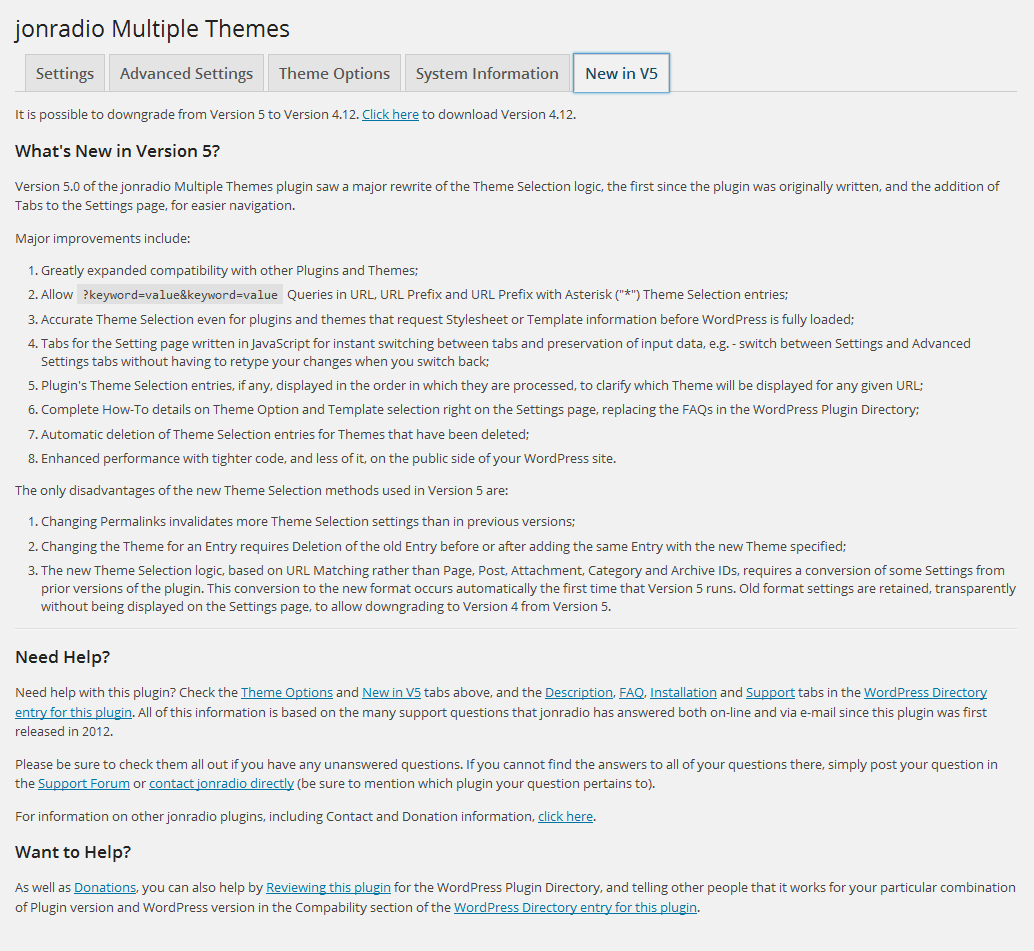 jonradio Multiple Themes
Settings Advanced Settings Theme Options System Information New in V5
It is possible to downgrade from Version 5 to Version 4.12. Click here to download Version 4.12.
What's New in Version 5?
Version 5.0 of the jonradio Multiple Themes plugin saw a major rewrite of the Theme Selection logic, the first since the plugin was originally written, and the addition of
Tabs to the Settings page, for easier navigation.
Major improvements include:
1. Greatly expanded compatibility with other Plugins and Themes;
2. Allow ?keyword=value&keyword=value Queries in URL, URL Prefix and URL Prefix with Asterisk ("*") Theme Selection entries;
3. Accurate Theme Selection even for plugins and themes that request Stylesheet or Template information before WordPress is fully loaded;
4. Tabs for the Setting page written in JavaScript for instant switching between tabs and preservation of input data, e.g. - switch between Settings and Advanced
Settings tabs without having to retype your changes when you switch back;
5. Plugin's Theme Selection entries, if any, displayed in the order in which they are processed, to clarify which Theme will be displayed for any given URL;
6. Complete How-To details on Theme Option and Template selection right on the Settings page, replacing the FAQs in the WordPress Plugin Directory;
7. Automatic deletion of Theme Selection entries for Themes that have been deleted;
8. Enhanced performance with tighter code, and less of it, on the public side of your WordPress site.
The only disadvantages of the new Theme Selection methods used in Version 5 are:
1. Changing Permalinks invalidates more Theme Selection settings than in previous versions;
2. Changing the Theme for an Entry requires Deletion of the old Entry before or after adding the same Entry with the new Theme specified;
3. The new Theme Selection logic, based on URL Matching rather than Page, Post, Attachment, Category and Archive IDs, requires a conversion of some Settings from
prior versions of the plugin. This conversion to the new format occurs automatically the first time that Version 5 runs. Old format settings are retained, transparently
without being displayed on the Settings page, to allow downgrading to Version 4 from Version 5.
Need Help?
Need help with this plugin? Check the Theme Options and New in V5 tabs above, and the Description, FAQ, Installation and Support tabs in the WordPress Directory
entry for this plugin. All of this information is based on the many support questions that jonradio has answered both on-line and via e-mail since this plugin was first
released in 2012.
Please be sure to check them all out if you have any unanswered questions. If you cannot find the answers to all of your questions there, simply post your question in
the Support Forum or contact jonradio directly (be sure to mention which plugin your question pertains to).
For information on other jonradio plugins, including Contact and Donation information, click here.
Want to Help?
As well as Donations, you can also help by Reviewing this plugin for the WordPress Plugin Directory, and telling other people that it works for your particular combination
of Plugin version and WordPress version in the Compability section of the WordPress Directory entry for this plugin.